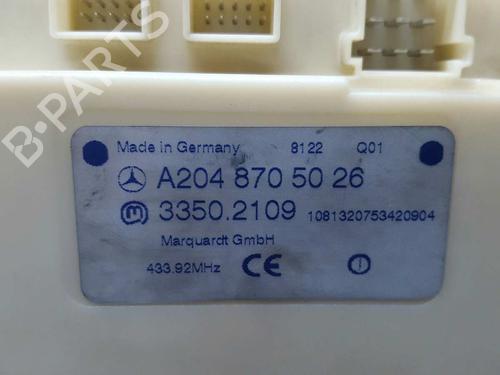 B-PARTS
Made in Germany 8122 Q01
A204 870 50 26
m 3350.2109 1081320753420904
Marquardt GmbH
433.92MHz CE